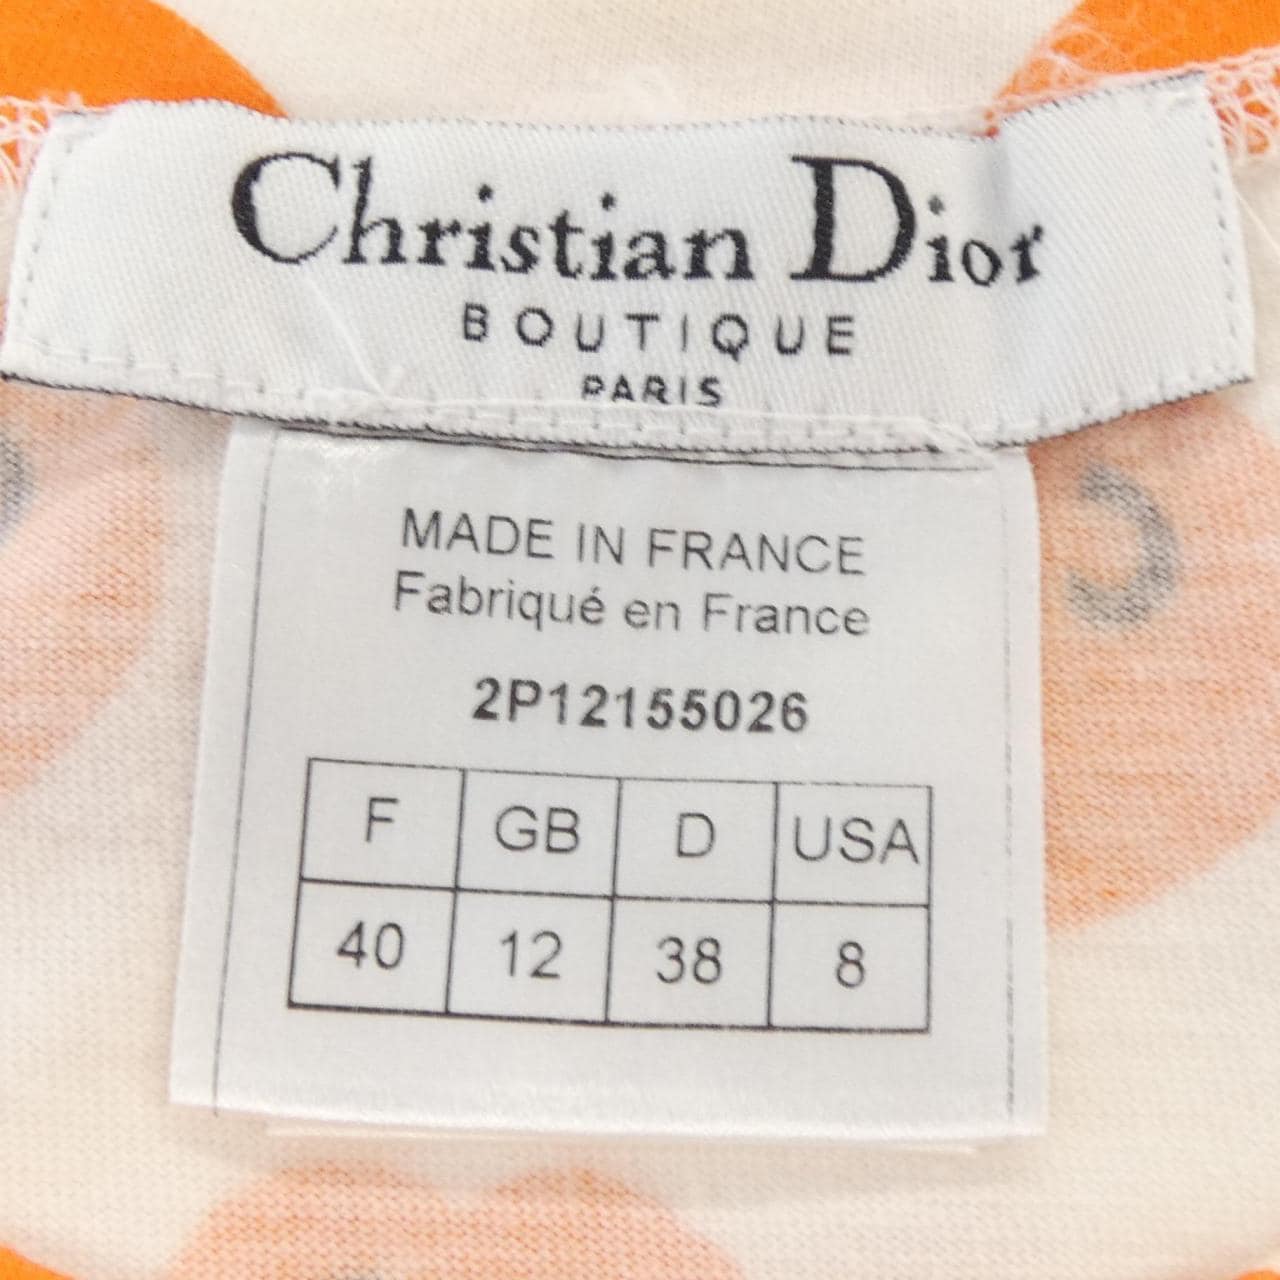 Christian Dior
BOUTIQUE
PARIS
MADE IN FRANCE
Fabriqué en France
2P12155026
F GB D USA
40 12 38 8